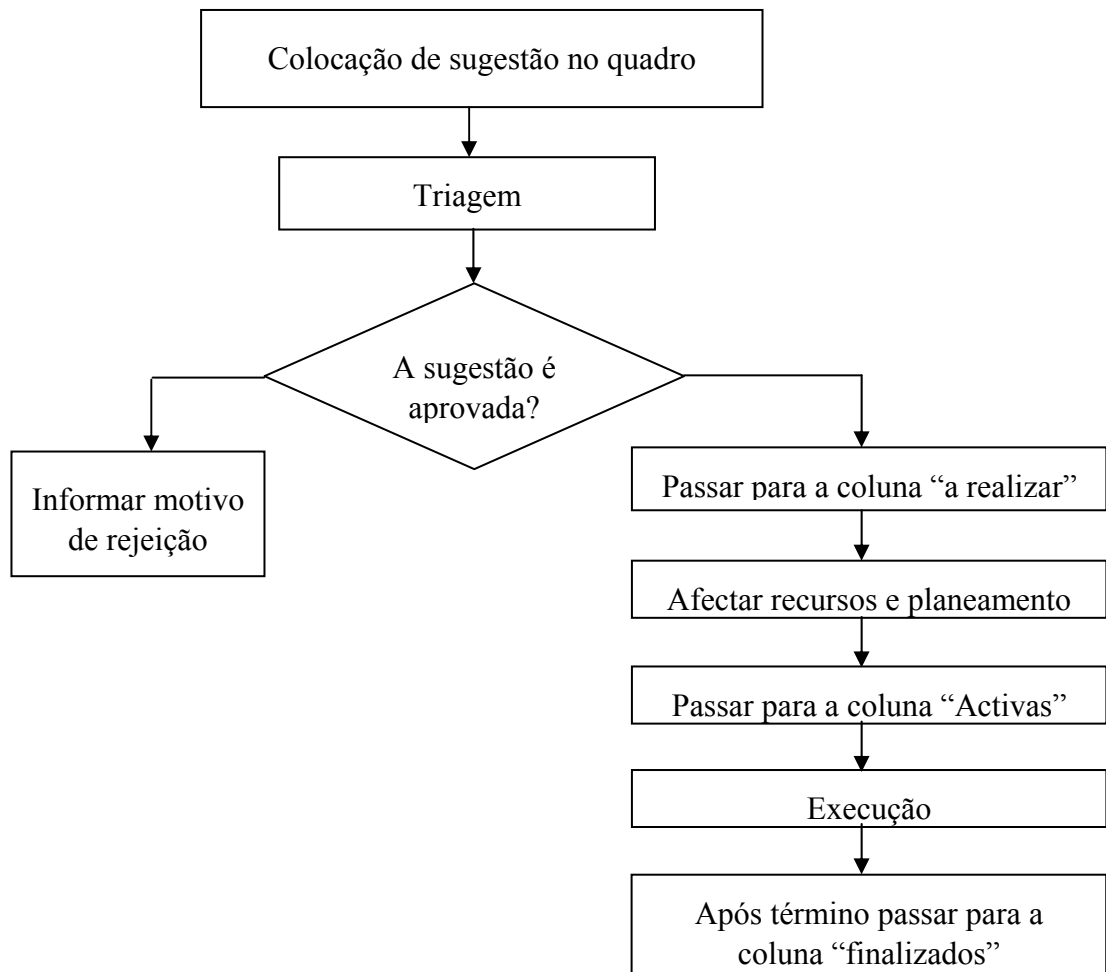 Colocação de sugestão no quadro
Triagem
A sugestão é
aprovada?
Informar motivo
de rejeição
Passar para a coluna “a realizar”
Afectar recursos e planeamento
Passar para a coluna “Activas”
Execução
Após término passar para a
coluna “finalizados”